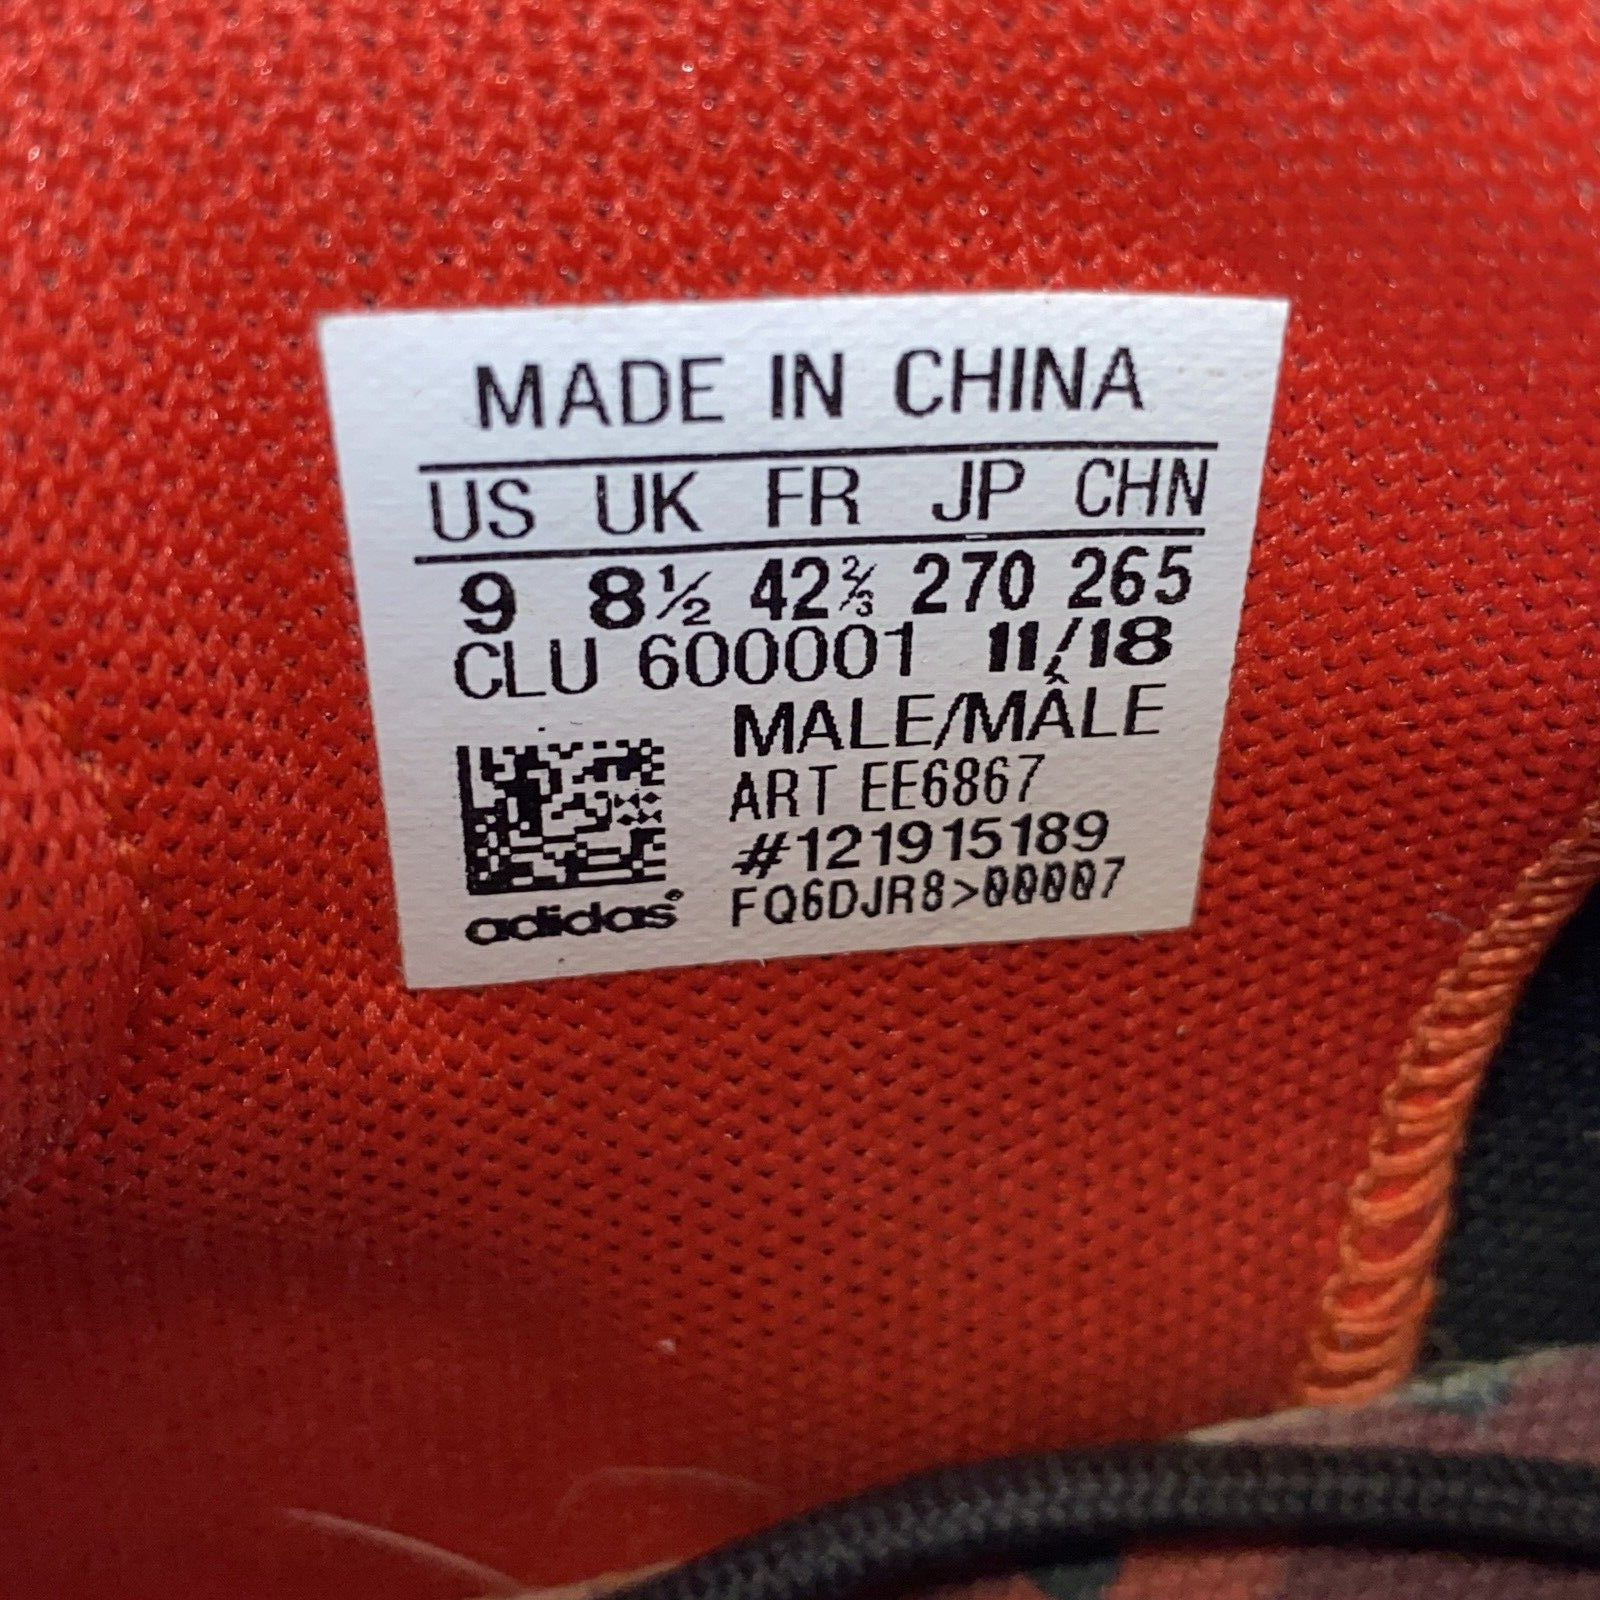 MADE IN CHINA
US UK FR JP CHN
9 8½ 42⅔ 270 265
CLU 600001 11/18
MALE/MÂLE
ART EE6867
#121915189
FQ6DJR8>00007
adidas®